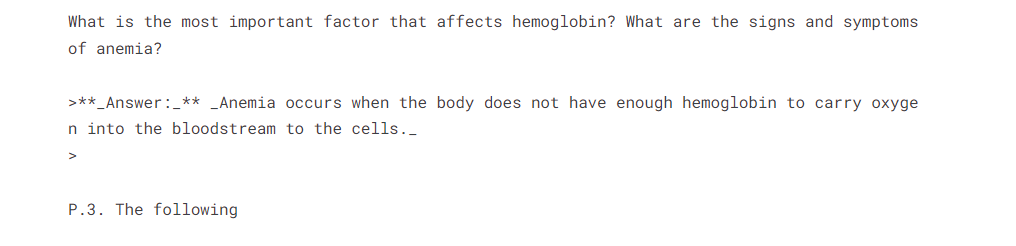 What is the most important factor that affects hemoglobin? What are the signs and symptoms
of anemia?
>**_Answer:_** _Anemia occurs when the body does not have enough hemoglobin to carry oxyge
n into the bloodstream to the cells._
>
P.3. The following